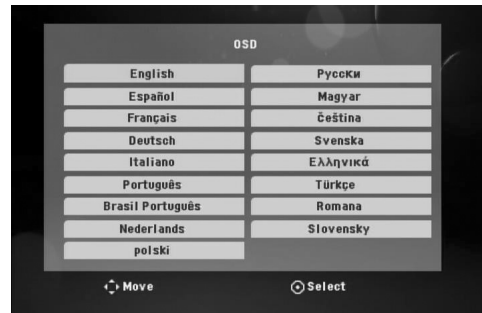 OSD
English
Русски
Español
Magyar
Français
čeština
Deutsch
Svenska
Italiano
Ελληνικά
Português
Türkçe
Brasil Português
Romana
Nederlands
Slovensky
polski
Move
Select